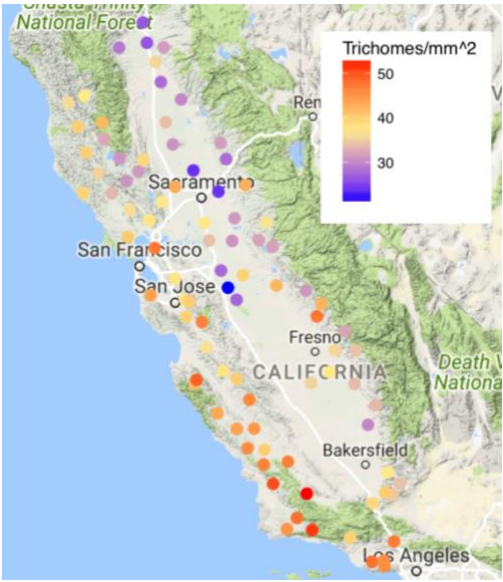 Shasta Trinity
National Forest
Trichomes/mm^2
50
40
30
Ren
V
Sacramento
San Francisco
San Jose
Fresno
CALIFORNIA
Death V
Nationa
Bakersfield
Los Angeles